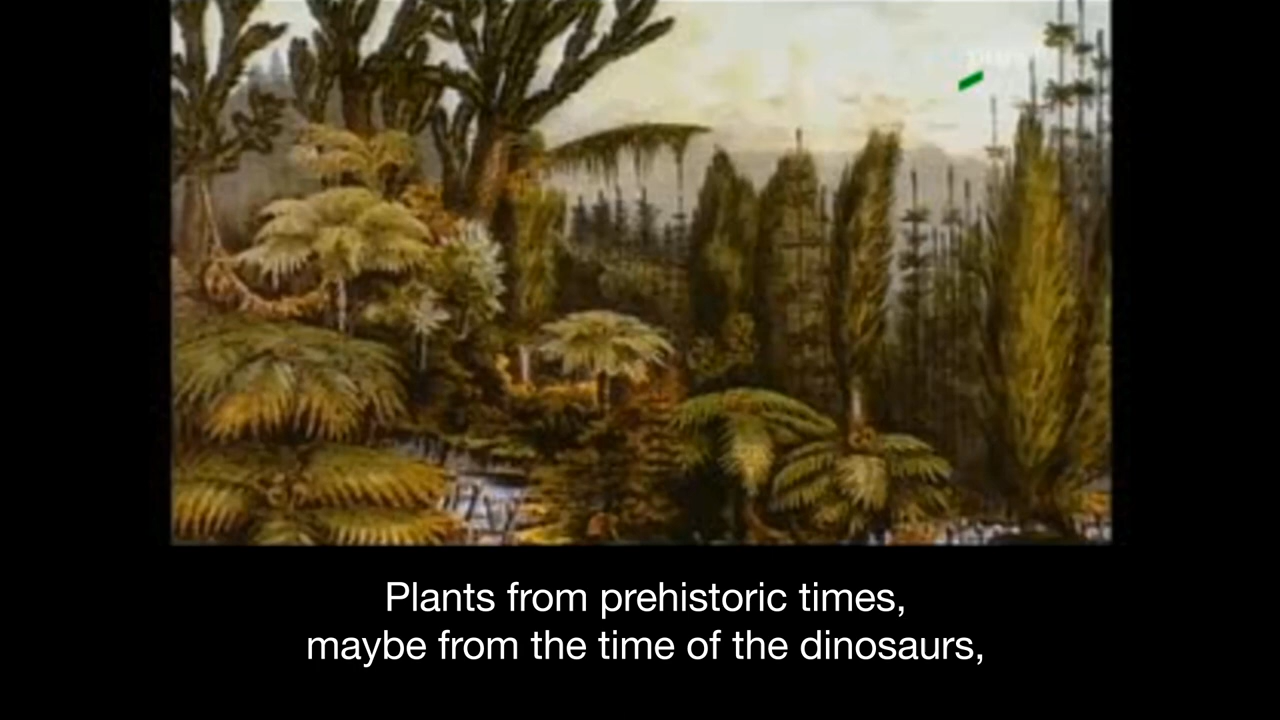 Plants from prehistoric times,
maybe from the time of the dinosaurs,